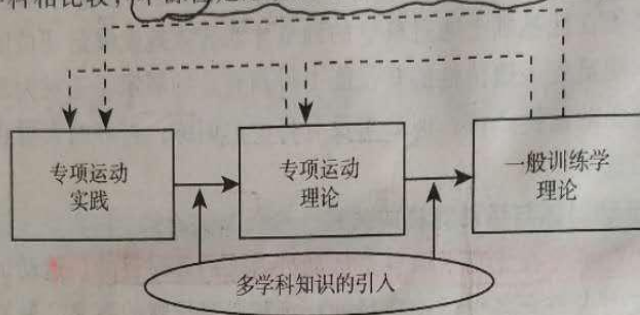 专项运动
实践
专项运动
理论
一般训练学
理论
多学科知识的引入